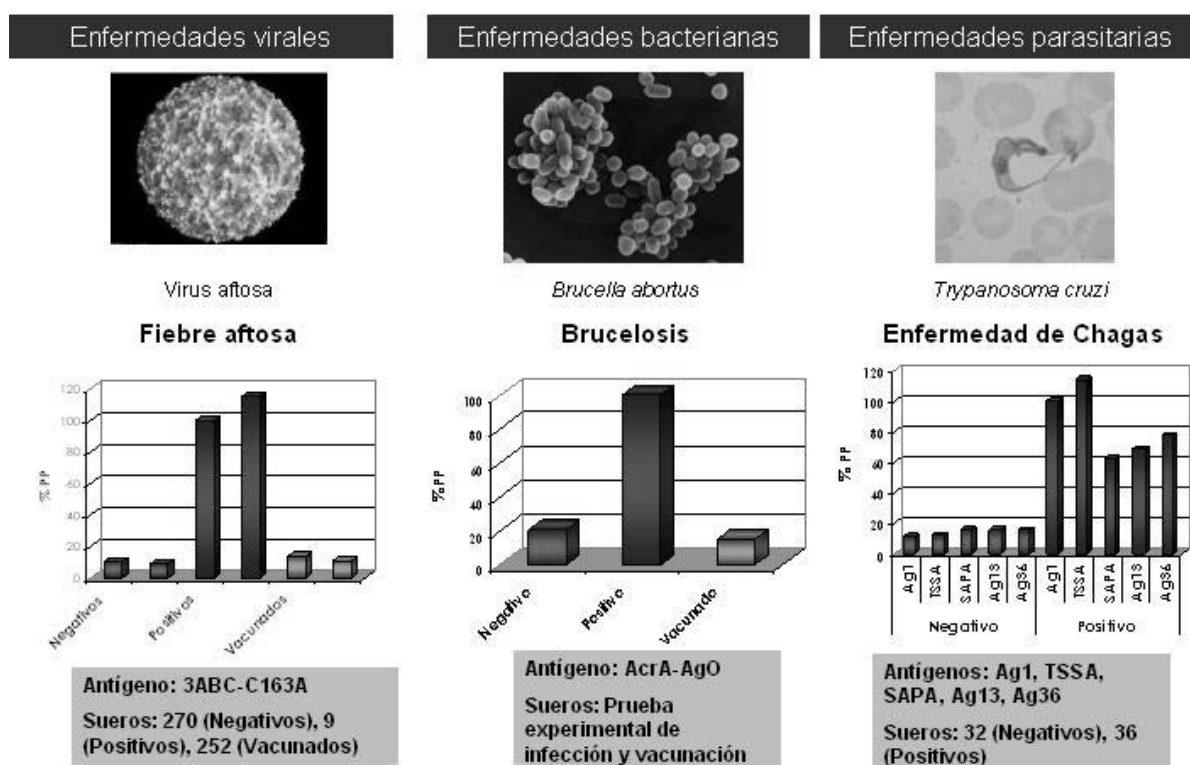 Enfermedades virales
Enfermedades bacterianas
Enfermedades parasitarias
Virus aftosa
Brucella abortus
Trypanosoma cruzi
Fiebre aftosa
Brucelosis
Enfermedad de Chagas
120
100
80
60
40
20
0
% PP
Negativos
Positivos
Vacunados
100
80
60
40
20
0
%PP
Negativo
Positivo
Vacunado
120
100
80
60
40
20
0
%PP
Ag1
TSSA
SAPA
Ag13
Ag36
Ag1
TSSA
SAPA
Ag13
Ag36
Negativo
Positivo
Antígeno: 3ABC-C163A
Sueros: 270 (Negativos), 9
(Positivos), 252 (Vacunados)
Antígeno: AcrA-AgO
Sueros: Prueba
experimental de
infección y vacunación
Antígenos: Ag1, TSSA,
SAPA, Ag13, Ag36
Sueros: 32 (Negativos), 36
(Positivos)